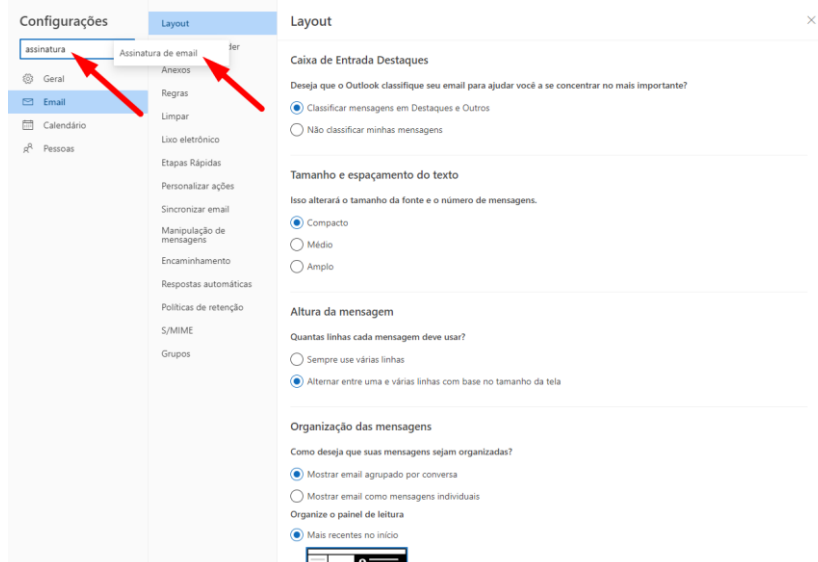 Configurações
assinatura
Geral
Email
Calendário
Pessoas
Layout
Assinatura de email
Anexos
Regras
Limpar
Lixo eletrônico
Etapas Rápidas
Personalizar ações
Sincronizar email
Manipulação de
mensagens
Encaminhamento
Respostas automáticas
Políticas de retenção
S/MIME
Grupos
Layout
Caixa de Entrada Destaques
Deseja que o Outlook classifique seu email para ajudar você a se concentrar no mais importante?
Classificar mensagens em Destaques e Outros
Não classificar minhas mensagens
Tamanho e espaçamento do texto
Isso alterará o tamanho da fonte e o número de mensagens.
Compacto
Médio
Amplo
Altura da mensagem
Quantas linhas cada mensagem deve usar?
Sempre use várias linhas
Alternar entre uma e várias linhas com base no tamanho da tela
Organização das mensagens
Como deseja que suas mensagens sejam organizadas?
Mostrar email agrupado por conversa
Mostrar email como mensagens individuais
Organize o painel de leitura
Mais recentes no início